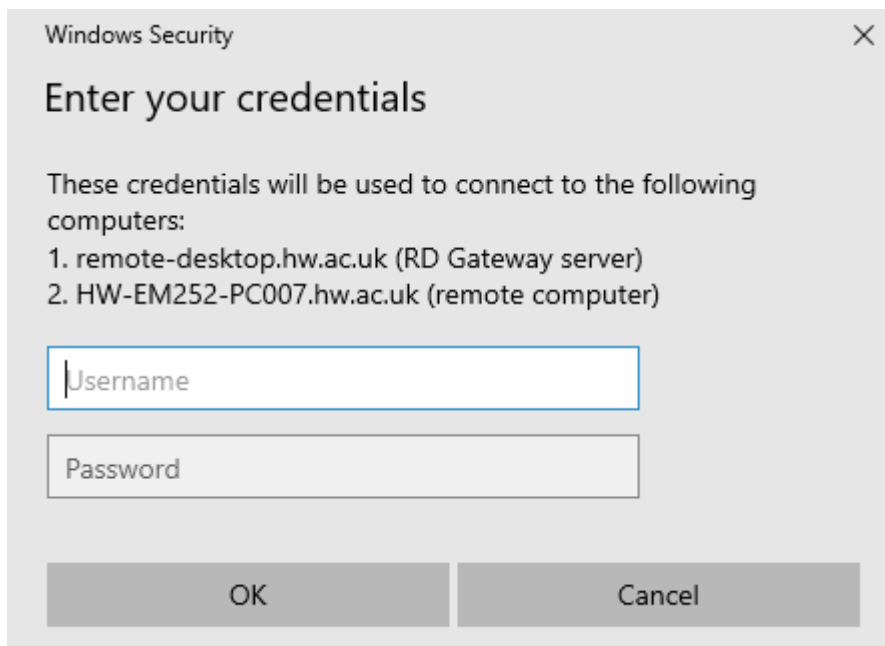 Windows Security
Enter your credentials
These credentials will be used to connect to the following
computers:
1. remote-desktop.hw.ac.uk (RD Gateway server)
2. HW-EM252-PC007.hw.ac.uk (remote computer)
Username
Password
OK Cancel